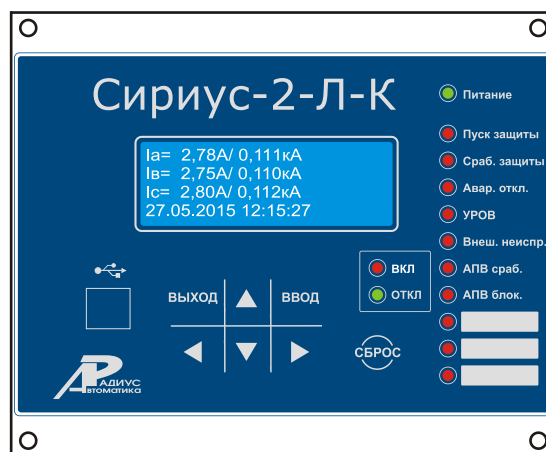 Сириус-2-Л-К
Iа= 2,78А/ 0,111кА
Iв= 2,75А/ 0,110кА
Iс= 2,80А/ 0,112кА
27.05.2015 12:15:27
Питание
Пуск защиты
Сраб. защиты
Авар. откл.
УРОВ
Внеш. неиспр.
АПВ сраб.
АПВ блок.
ВКЛ
ОТКЛ
ВЫХОД
ВВОД
СБРОС
РАДИУС
Автоматика